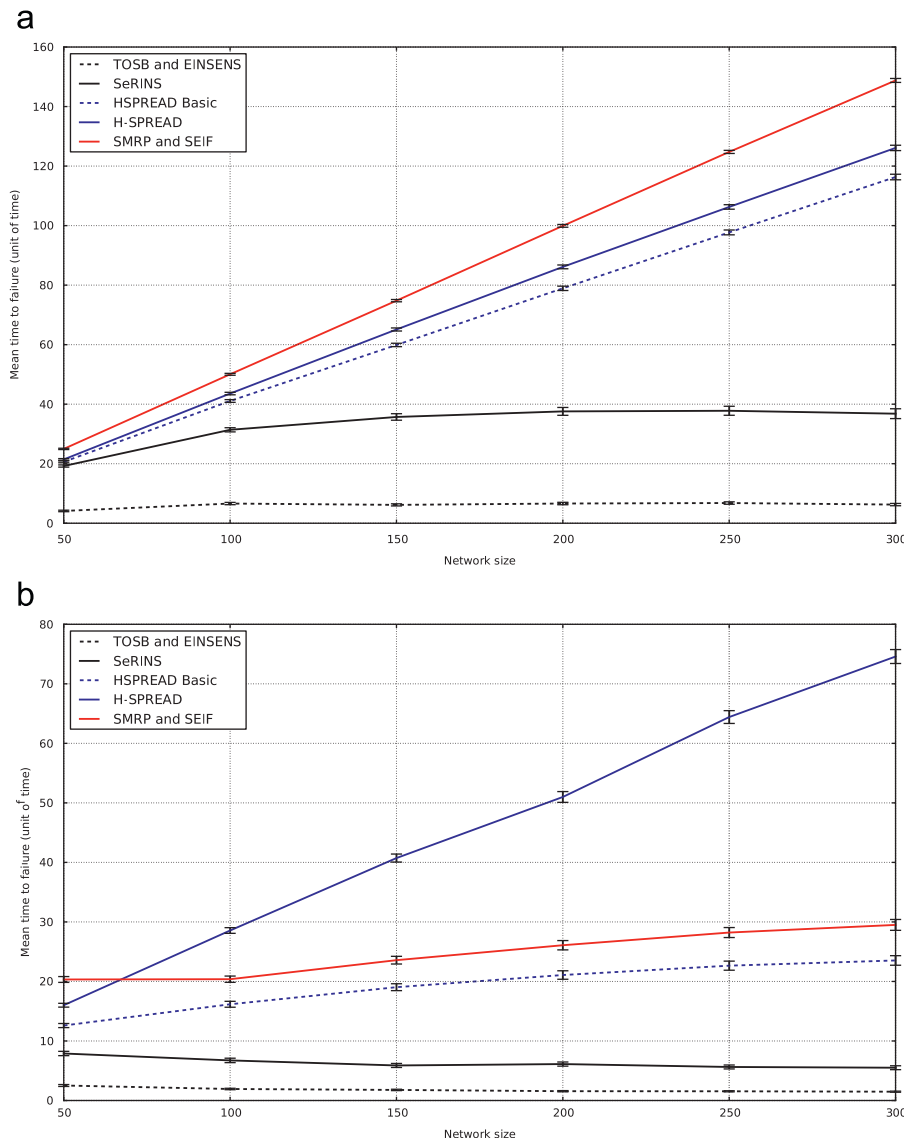 a
160
140
120
100
80
60
40
20
0
Mean time to failure (unit of time)
TOSB and EINSENS
SeRINS
HSPREAD Basic
H-SPREAD
SMRP and SEIF
50 100 150 200 250 300
Network size
b
80
70
60
50
40
30
20
10
0
Mean time to failure (unit of time)
TOSB and EINSENS
SeRINS
HSPREAD Basic
H-SPREAD
SMRP and SEIF
50 100 150 200 250 300
Network size